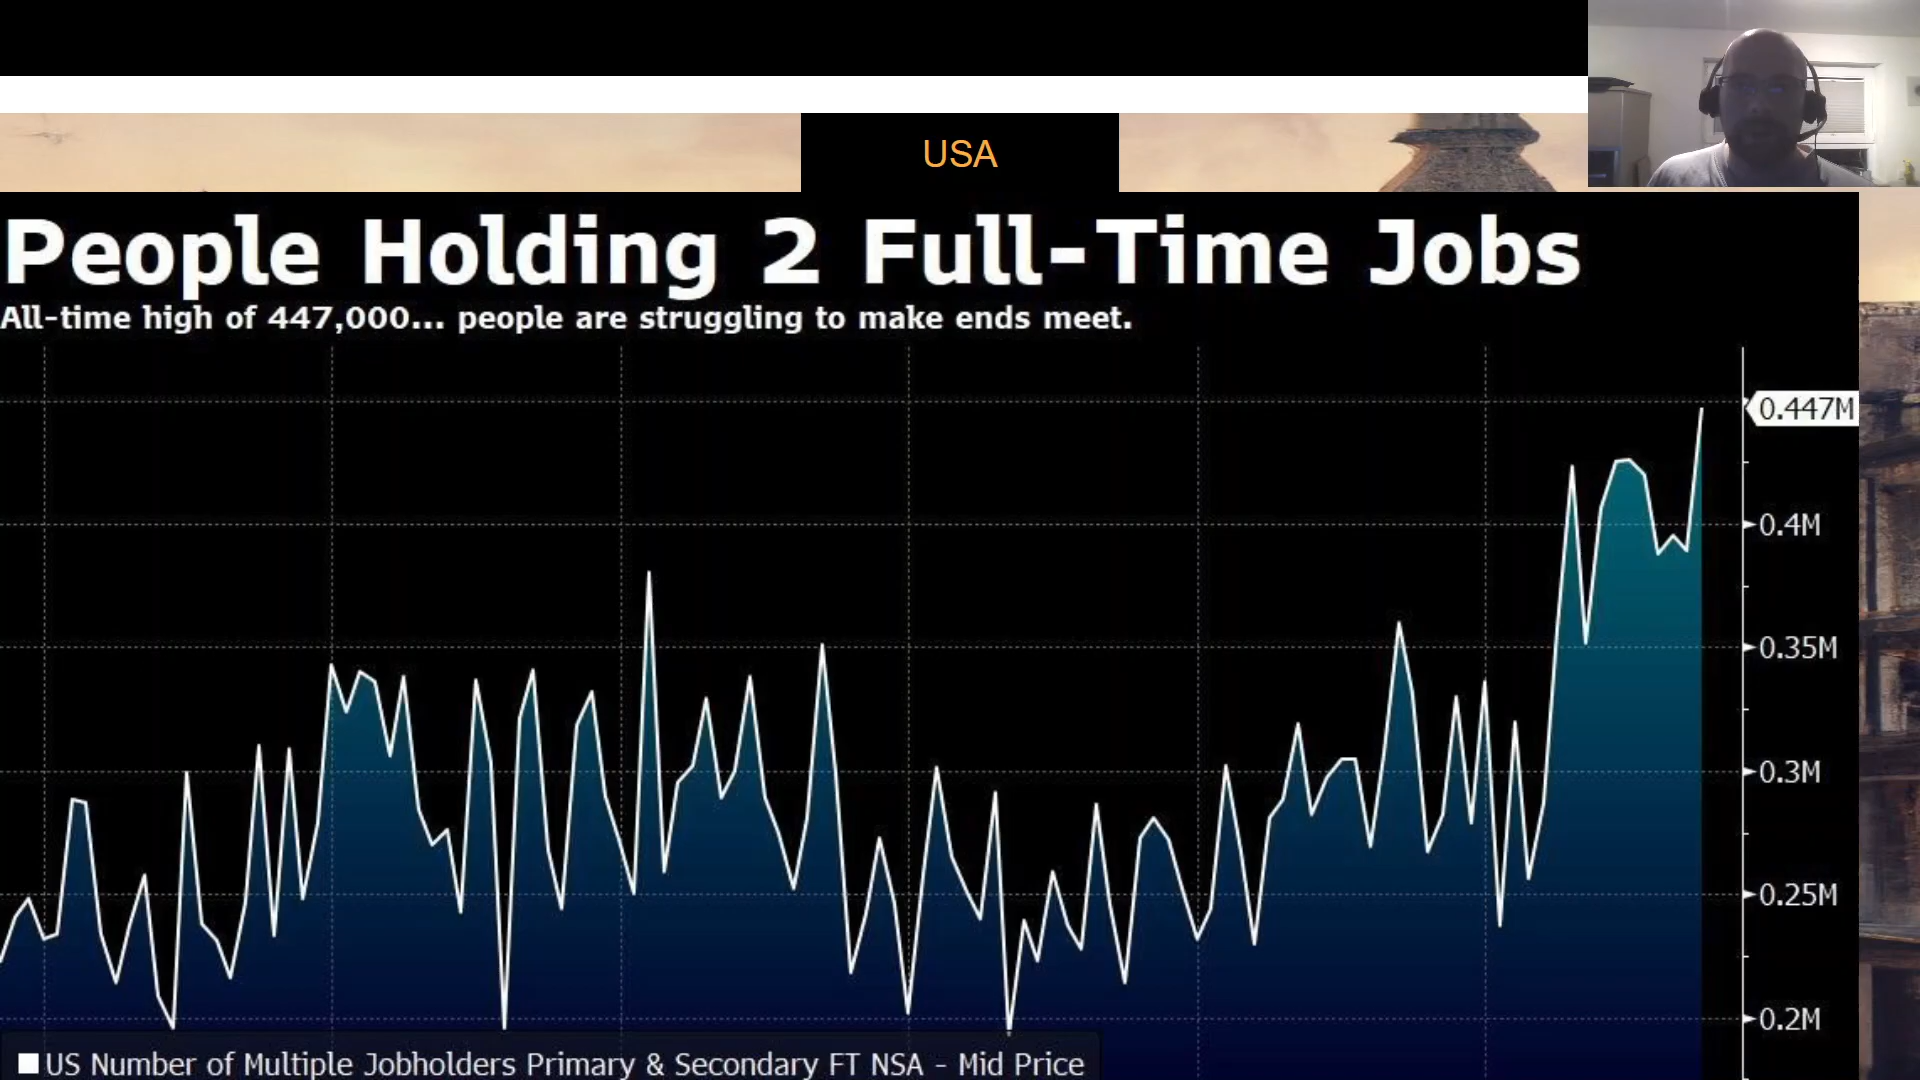 USA
People Holding 2 Full-Time Jobs
All-time high of 447,000... people are struggling to make ends meet.
0.447M
0.4M
0.35M
0.3M
0.25M
0.2M
US Number of Multiple Jobholders Primary & Secondary FT NSA - Mid Price